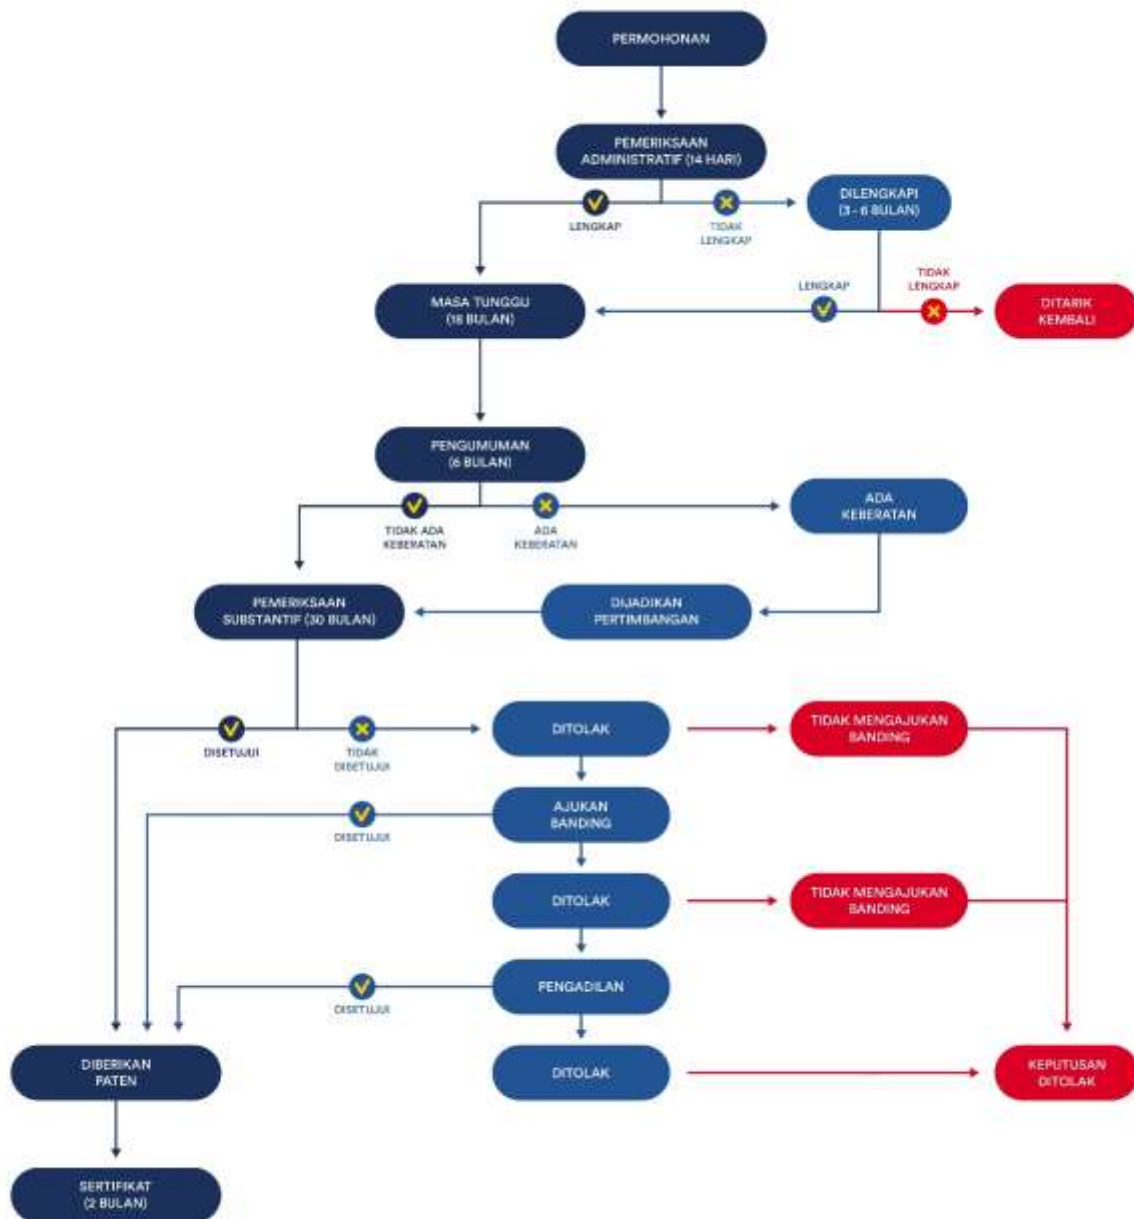 PERMOHONAN
PEMERIKSAAN
ADMINISTRATIF (14 HARI)
DILENGKAPI
(3 - 6 BULAN)
LENGKAP
TIDAK
LENGKAP
MASA TUNGGU
(18 BULAN)
LENGKAP
TIDAK
LENGKAP
DITARIK
KEMBALI
PENGUMUMAN
(6 BULAN)
TIDAK ADA
KEBERATAN
ADA
KEBERATAN
ADA
KEBERATAN
PEMERIKSAAN
SUBSTANTIF (30 BULAN)
DIJADIKAN
PERTIMBANGAN
DISETUJUI
TIDAK
DISETUJUI
DITOLAK
TIDAK MENGAJUKAN
BANDING
DISETUJUI
AJUKAN
BANDING
DITOLAK
TIDAK MENGAJUKAN
BANDING
DISETUJUI
PENGADILAN
DIBERIKAN
PATEN
DITOLAK
KEPUTUSAN
DITOLAK
SERTIFIKAT
(2 BULAN)